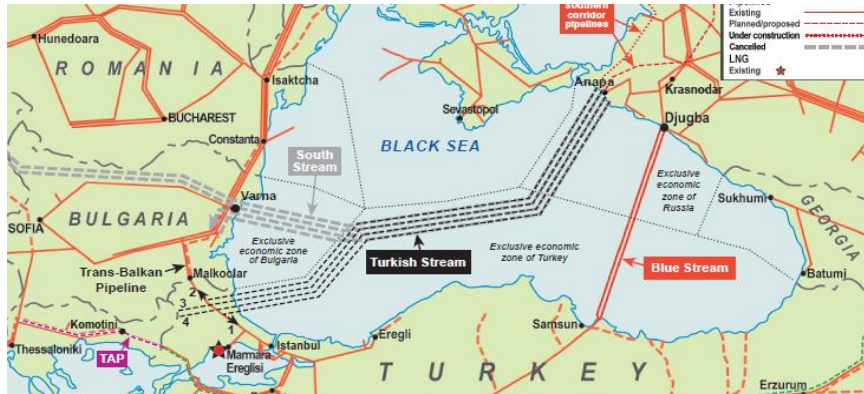 Existing
Planned/proposed
Under construction
Cancelled
LNG
Existing
southern
corridor
pipelines
Hunedoara
ROMANIA
Isaktcha
BUCHAREST
Constanta
Sevastopol
Anapa
Krasnodar
Djugba
BLACK SEA
South
Stream
Varna
BULGARIA
SOFIA
Exclusive
economic zone
of Bulgaria
Exclusive
economic
zone of
Russia
Sukhumi
GEORGIA
Exclusive economic
zone of Turkey
Turkish Stream
Trans-Balkan
Pipeline
Malkoclar
2
3
4
1
Blue Stream
Batumi
Komotini
TAP
Thessaloniki
Marmara
Ereglisi
Istanbul
Eregli
Samsun
TURKEY
Erzurum